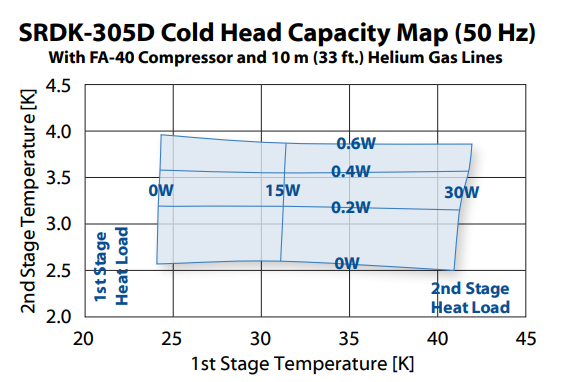 SRDK-305D Cold Head Capacity Map (50 Hz)
With FA-40 Compressor and 10 m (33 ft.) Helium Gas Lines
2nd Stage Temperature [K]
4.5
4.0
3.5
3.0
2.5
2.0
0.6W
0.4W
0W
15W
30W
0.2W
0W
1st Stage
Heat Load
2nd Stage
Heat Load
20
25
30
35
40
45
1st Stage Temperature [K]